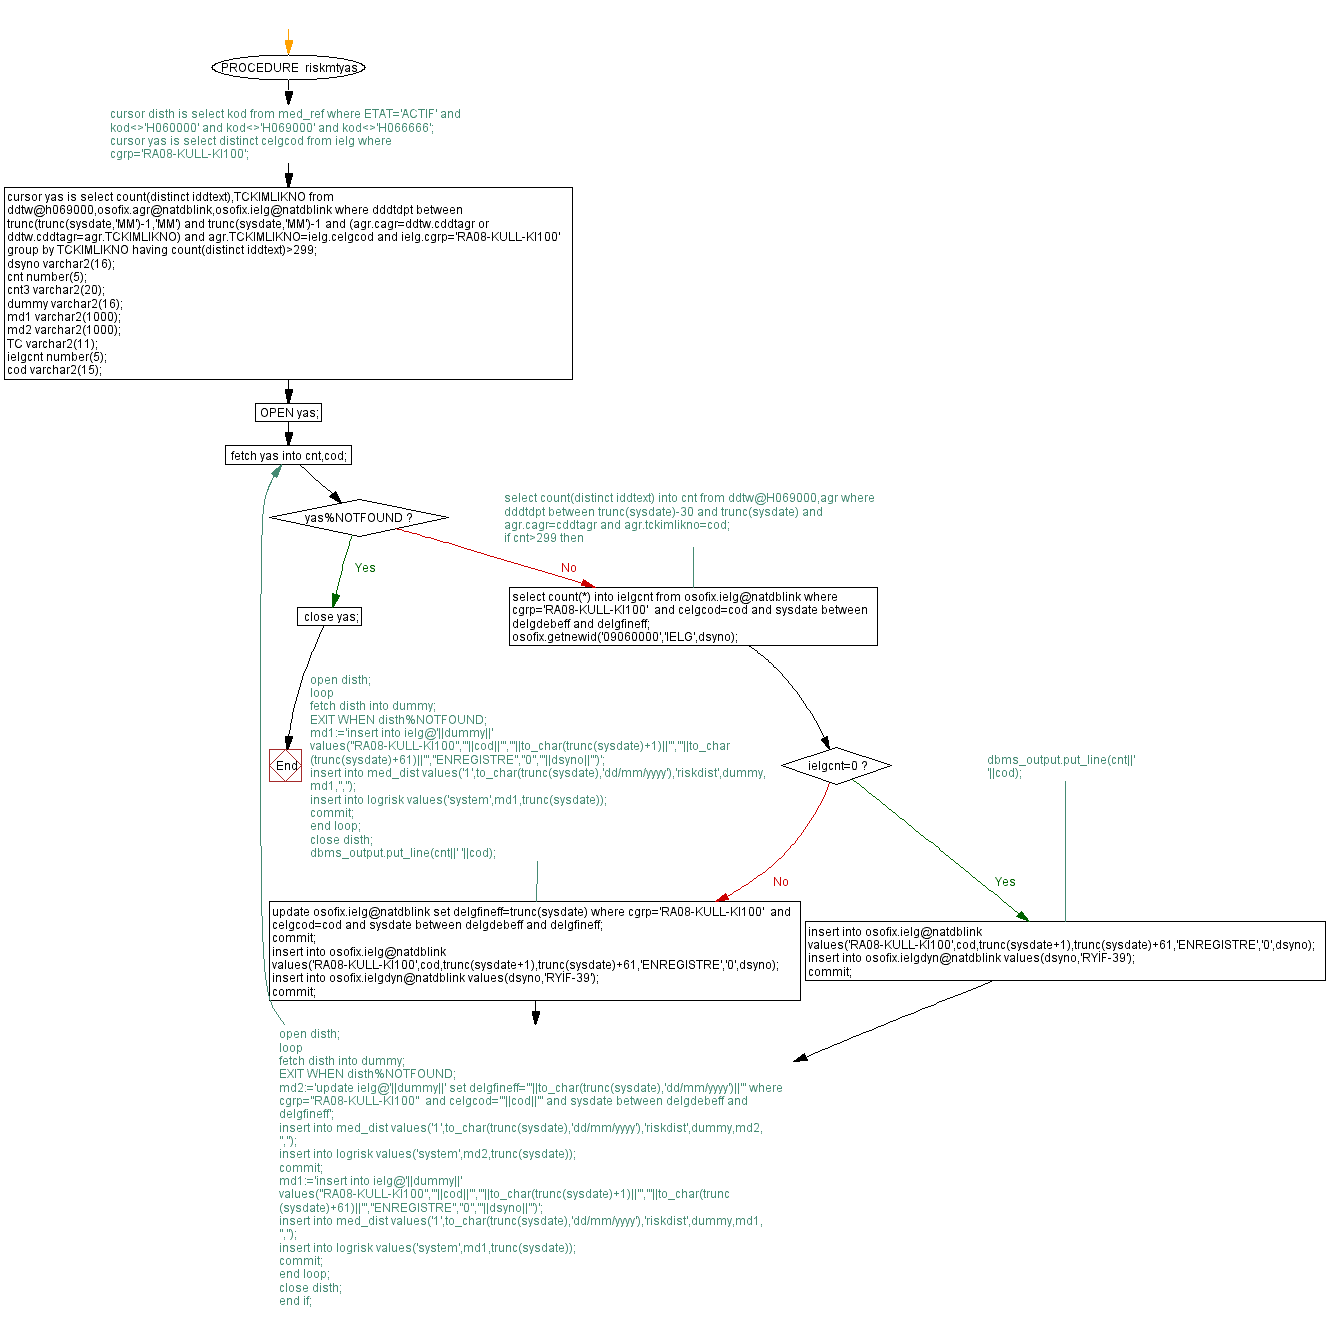 PROCEDURE riskmtyas
cursor disth is select kod from med_ref where ETAT='ACTIF' and
kod<>'H060000' and kod<>'H069000' and kod<>'H066666';
cursor yas is select distinct celgcod from ielg where
cgrp='RA08-KULL-KI100';
cursor yas is select count(distinct iddtext),TCKIMLIKNO from
ddtw@h069000,osofix.agr@natdblink,osofix.ielg@natdblink where dddtdpt between
trunc(trunc(sysdate,'MM')-1,'MM') and trunc(sysdate,'MM')-1 and (agr.cagr=ddtw.cddtagr or
ddtw.cddtagr=agr.TCKIMLIKNO) and agr.TCKIMLIKNO=ielg.celgcod and ielg.cgrp='RA08-KULL-KI100'
group by TCKIMLIKNO having count(distinct iddtext)>299;
dsyno varchar2(16);
cnt number(5);
cnt3 varchar2(20);
dummy varchar2(16);
md1 varchar2(1000);
md2 varchar2(1000);
TC varchar2(11);
ielgcnt number(5);
cod varchar2(15);
OPEN yas;
fetch yas into cnt,cod;
yas%NOTFOUND ?
select count(distinct iddtext) into cnt from ddtw@H069000,agr where
dddtdpt between trunc(sysdate)-30 and trunc(sysdate) and
agr.cagr=cddtagr and agr.tckimlikno=cod;
if cnt>299 then
Yes
No
close yas;
select count(*) into ielgcnt from osofix.ielg@natdblink where
cgrp='RA08-KULL-KI100'  and celgcod=cod and sysdate between
delgdebeff and delgfineff;
osofix.getnewid('09060000','IELG',dsyno);
End
open disth;
loop
fetch disth into dummy;
EXIT WHEN disth%NOTFOUND;
md1:='insert into ielg@'||dummy||'
values(''RA08-KULL-KI100'','''||cod||''','''||to_char(trunc(sysdate)+1)||''','''||to_char
(trunc(sysdate)+61)||''',''ENREGISTRE'',''0'','''||dsyno||''')';
insert into med_dist values('1',to_char(trunc(sysdate),'dd/mm/yyyy'),'riskdist',dummy,
md1,'','');
insert into logrisk values('system',md1,trunc(sysdate));
commit;
end loop;
close disth;
dbms_output.put_line(cnt||' '||cod);
ielgcnt=0 ?
dbms_output.put_line(cnt||'
'||cod);
No
Yes
update osofix.ielg@natdblink set delgfineff=trunc(sysdate) where cgrp='RA08-KULL-KI100'  and
celgcod=cod and sysdate between delgdebeff and delgfineff;
commit;
insert into osofix.ielg@natdblink
values('RA08-KULL-KI100',cod,trunc(sysdate+1),trunc(sysdate)+61,'ENREGISTRE','0',dsyno);
insert into osofix.ielgdyn@natdblink values(dsyno,'RYIF-39');
commit;
insert into osofix.ielg@natdblink
values('RA08-KULL-KI100',cod,trunc(sysdate+1),trunc(sysdate)+61,'ENREGISTRE','0',dsyno);
insert into osofix.ielgdyn@natdblink values(dsyno,'RYIF-39');
commit;
open disth;
loop
fetch disth into dummy;
EXIT WHEN disth%NOTFOUND;
md2:='update ielg@'||dummy||' set delgfineff='''||to_char(trunc(sysdate),'dd/mm/yyyy')||''' where
cgrp=''RA08-KULL-KI100''  and celgcod='''||cod||''' and sysdate between delgdebeff and
delgfineff';
insert into med_dist values('1',to_char(trunc(sysdate),'dd/mm/yyyy'),'riskdist',dummy,md2,
'','');
insert into logrisk values('system',md2,trunc(sysdate));
commit;
md1:='insert into ielg@'||dummy||'
values(''RA08-KULL-KI100'','''||cod||''','''||to_char(trunc(sysdate)+1)||''','''||to_char(trunc
(sysdate)+61)||''',''ENREGISTRE'',''0'','''||dsyno||''')';
insert into med_dist values('1',to_char(trunc(sysdate),'dd/mm/yyyy'),'riskdist',dummy,md1,
'','');
insert into logrisk values('system',md1,trunc(sysdate));
commit;
end loop;
close disth;
end if;